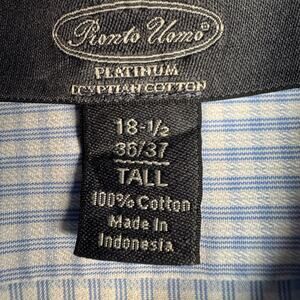 Pronto Uomo®
PLATINUM
EGYPTIAN COTTON
18-1/2
36/37
TALL
100% Cotton
Made In
Indonesia